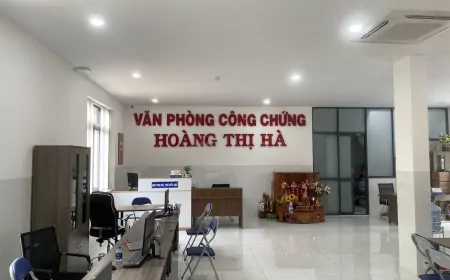 VĂN PHÒNG CÔNG CHỨNG
HOÀNG THỊ HÀ